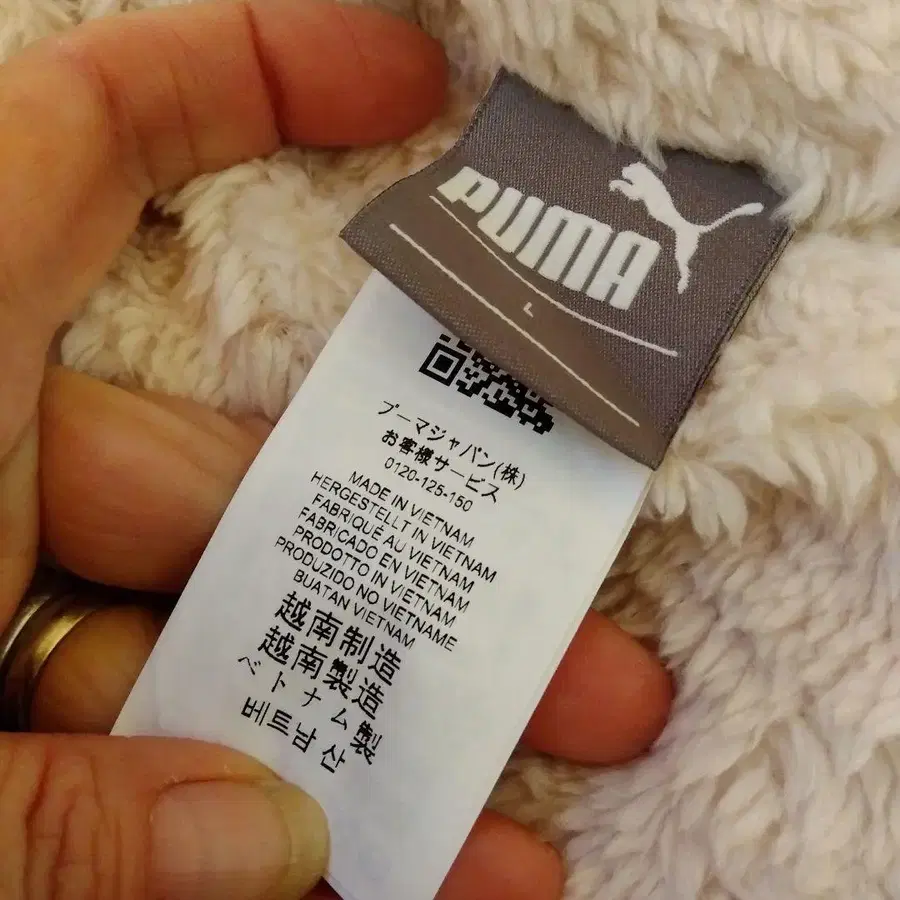 PUMA
L
プーマジャパン(株)
お客様サービス
0120-125-150
MADE IN VIETNAM
HERGESTELLT IN VIETNAM
FABRIQUÉ AU VIETNAM
FABRICADO EN VIETNAM
PRODOTTO IN VIETNAM
PRODUZIDO NO VIETNAME
BUATAN VIETNAM
越南制造
越南製造
ベトナム製
베트남 산